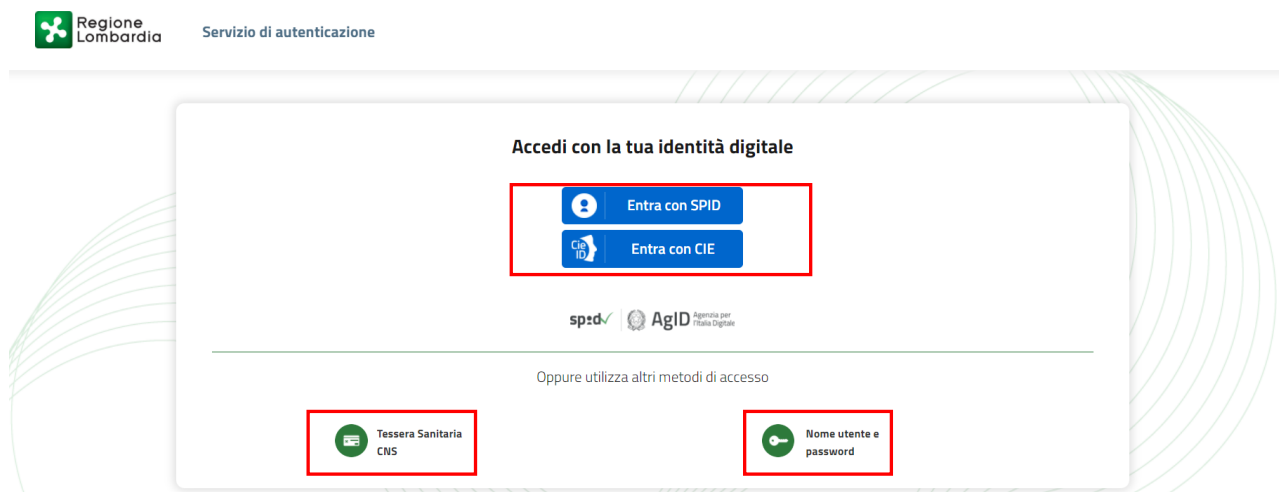 Regione
Lombardia
Servizio di autenticazione
Accedi con la tua identità digitale
Entra con SPID
Cie
ID
Entra con CIE
spid
AgID
Agenzia per
l'Italia Digitale
Oppure utilizza altri metodi di accesso
Tessera Sanitaria
CNS
Nome utente e
password